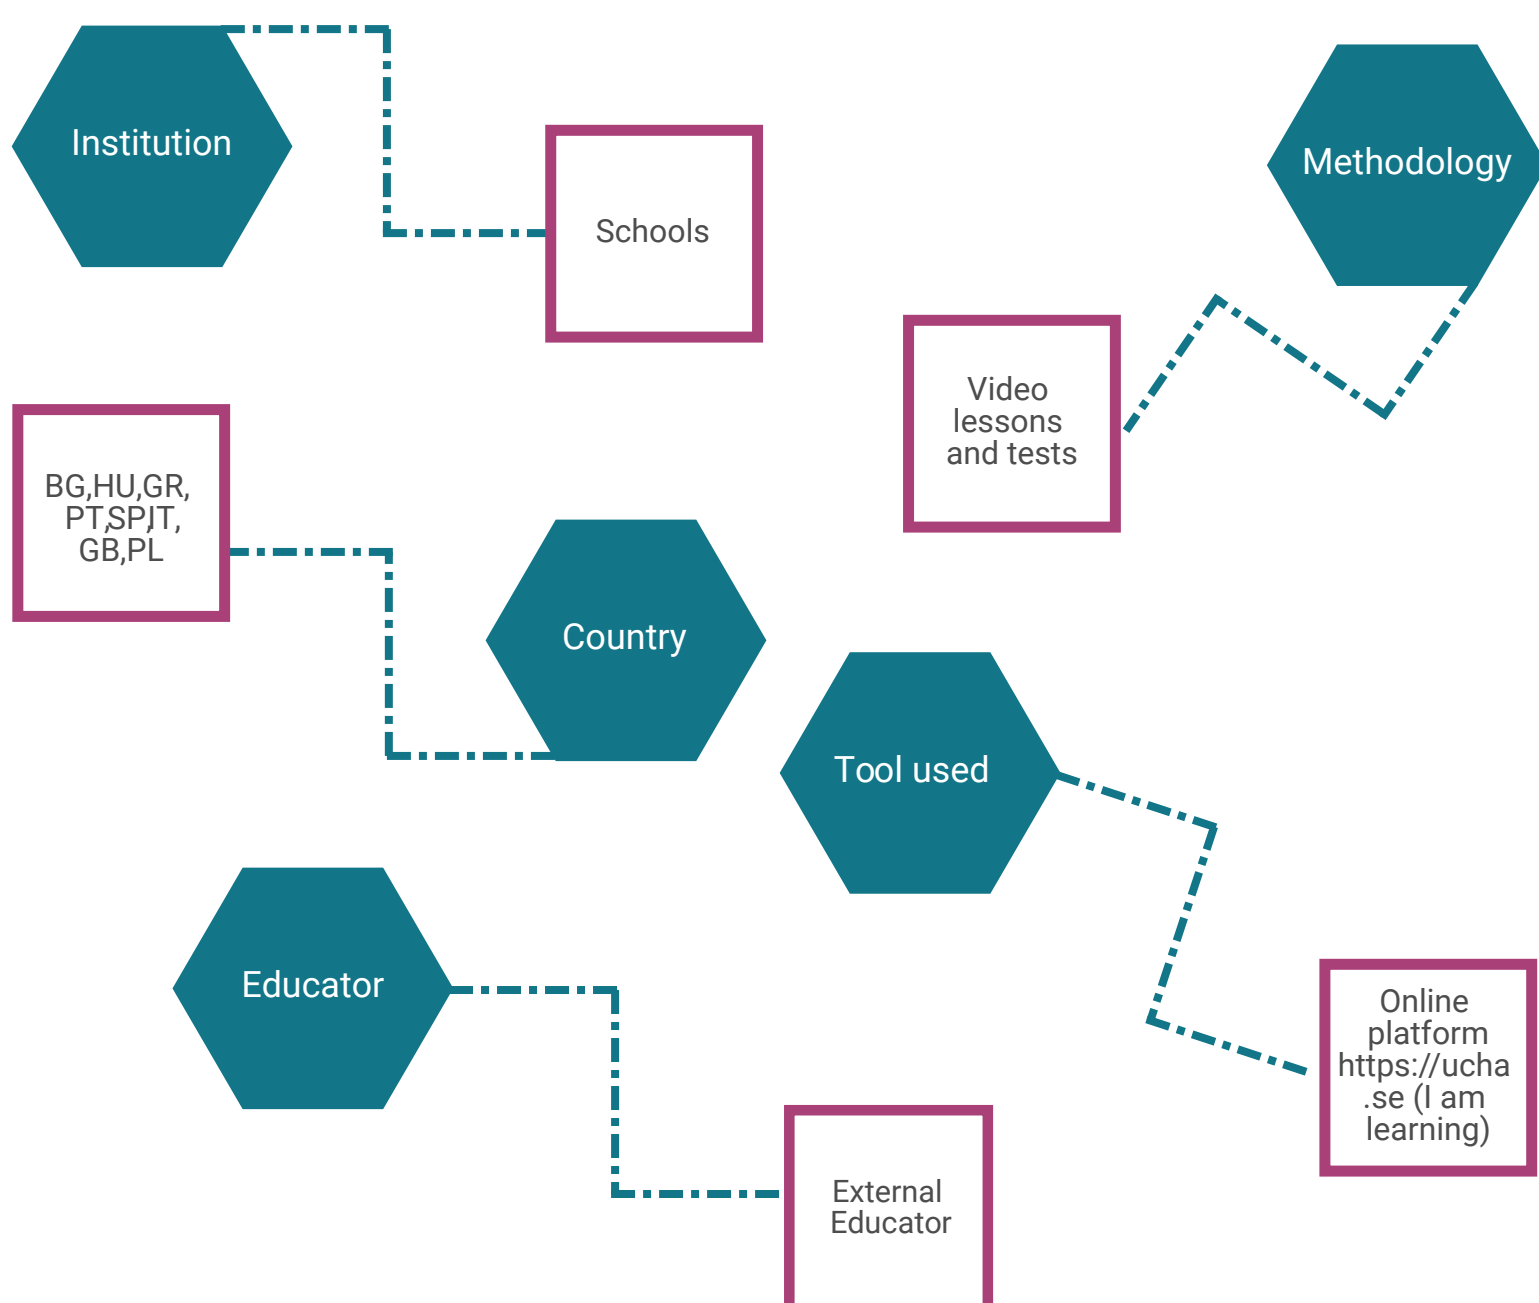 Institution
Schools
Methodology
Video
lessons
and tests
BG,HU,GR,
PT,SP,IT,
GB,PL
Country
Tool used
Educator
Online
platform
https://ucha
.se (I am
learning)
External
Educator